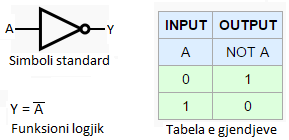 A Y
Simboli standard
Y = A̅
Funksioni logjik
INPUT OUTPUT
A NOT A
0 1
1 0
Tabela e gjendjeve